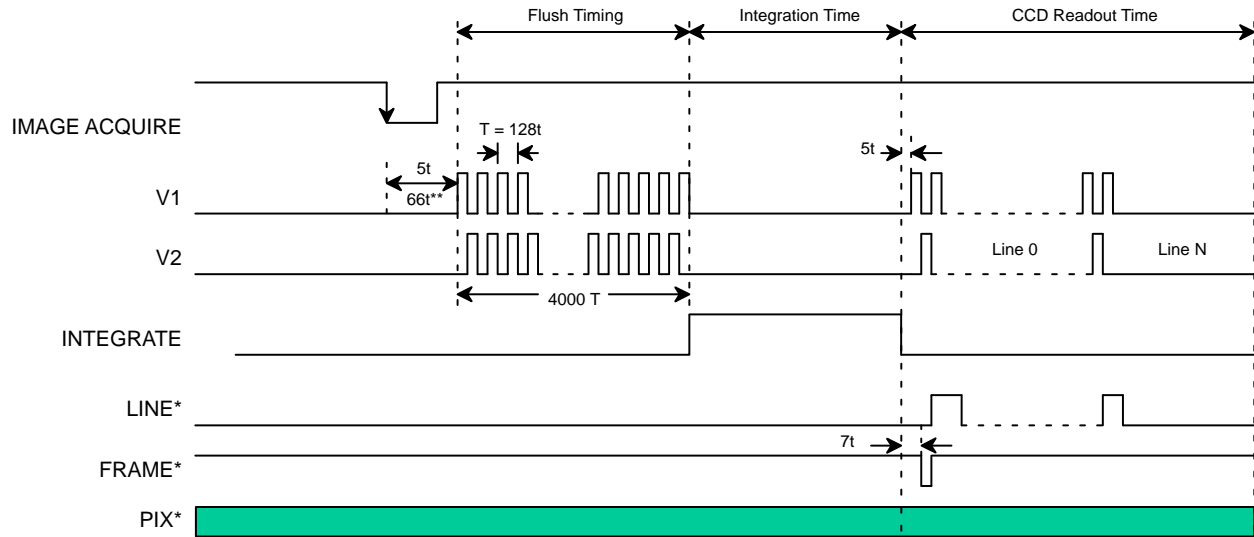 Flush Timing Integration Time CCD Readout Time
IMAGE ACQUIRE
T = 128t
5t
5t
66t**
V1
V2
Line 0 Line N
4000 T
INTEGRATE
LINE*
7t
FRAME*
PIX*